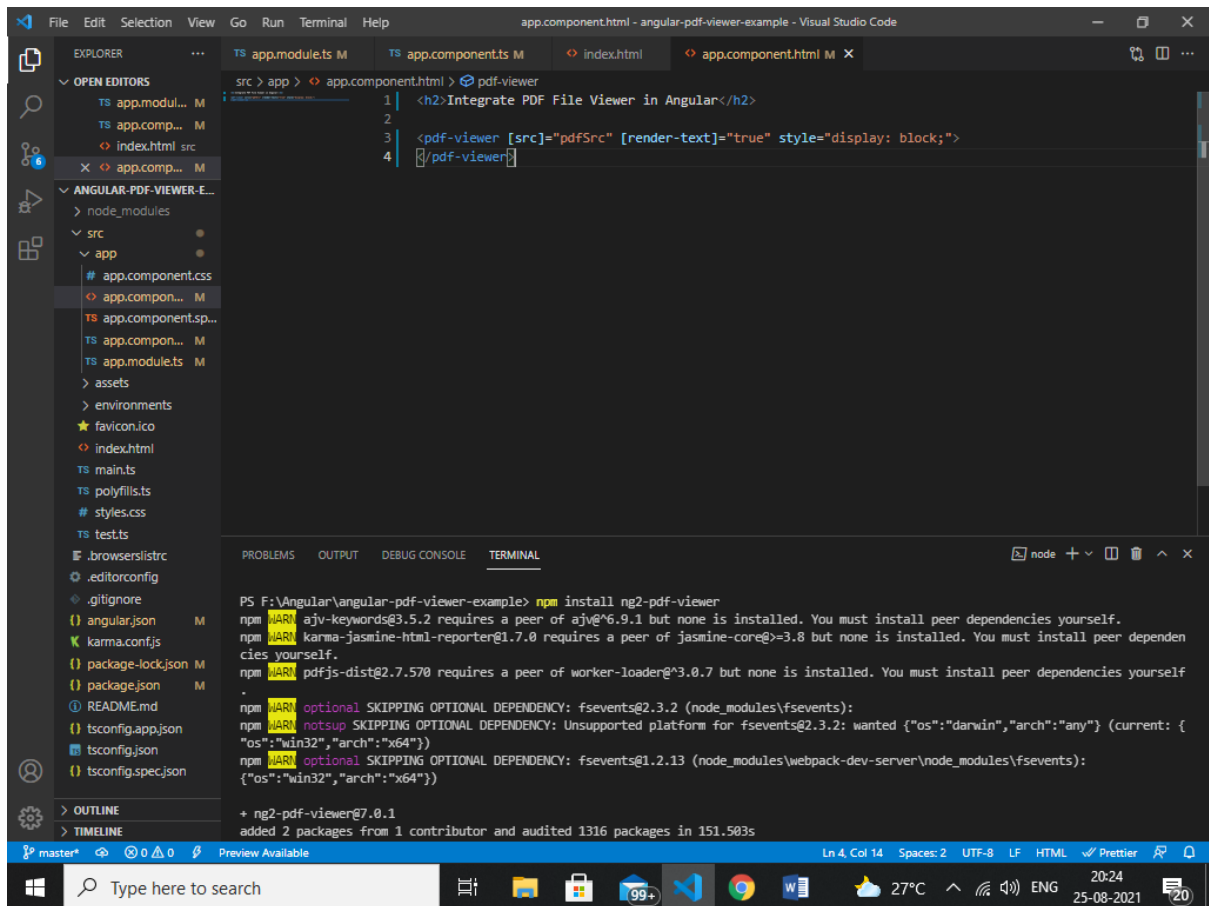 File Edit Selection View Go Run Terminal Help
app.component.html - angular-pdf-viewer-example - Visual Studio Code
EXPLORER
OPEN EDITORS
TS app.modul... M
TS app.comp... M
index.html src
app.comp... M
ANGULAR-PDF-VIEWER-E...
node_modules
src
app
# app.component.css
app.compon... M
TS app.component.sp...
TS app.compon... M
TS app.module.ts M
assets
environments
favicon.ico
index.html
TS main.ts
TS polyfills.ts
# styles.css
TS test.ts
.browserslistrc
.editorconfig
.gitignore
{} angular.json M
K karma.conf.js
{} package-lock.json M
{} package.json M
README.md
{} tsconfig.app.json
tsconfig.json
{} tsconfig.spec.json
OUTLINE
TIMELINE
6
TS app.module.ts M TS app.component.ts M index.html app.component.html M
src > app > app.component.html > pdf-viewer
1 <h2>Integrate PDF File Viewer in Angular</h2>
2
3 <pdf-viewer [src]="pdfSrc" [render-text]="true" style="display: block;">
4 </pdf-viewer>
PROBLEMS OUTPUT DEBUG CONSOLE TERMINAL
node
PS F:\Angular\angular-pdf-viewer-example> npm install ng2-pdf-viewer
npm WARN ajv-keywords@3.5.2 requires a peer of ajv@^6.9.1 but none is installed. You must install peer dependencies yourself.
npm WARN karma-jasmine-html-reporter@1.7.0 requires a peer of jasmine-core@>=3.8 but none is installed. You must install peer dependen
cies yourself.
npm WARN pdfjs-dist@2.7.570 requires a peer of worker-loader@^3.0.7 but none is installed. You must install peer dependencies yourself
.
npm WARN optional SKIPPING OPTIONAL DEPENDENCY: fsevents@2.3.2 (node_modules\fsevents):
npm WARN notsup SKIPPING OPTIONAL DEPENDENCY: Unsupported platform for fsevents@2.3.2: wanted {"os":"darwin","arch":"any"} (current: {
"os":"win32","arch":"x64"})
npm WARN optional SKIPPING OPTIONAL DEPENDENCY: fsevents@1.2.13 (node_modules\webpack-dev-server\node_modules\fsevents):
{"os":"win32","arch":"x64"})
+ ng2-pdf-viewer@7.0.1
added 2 packages from 1 contributor and audited 1316 packages in 151.503s
master* 0 0 Preview Available Ln 4, Col 14 Spaces: 2 UTF-8 LF HTML Prettier
Type here to search
99+
W
27°C
ENG
20:24
25-08-2021
20